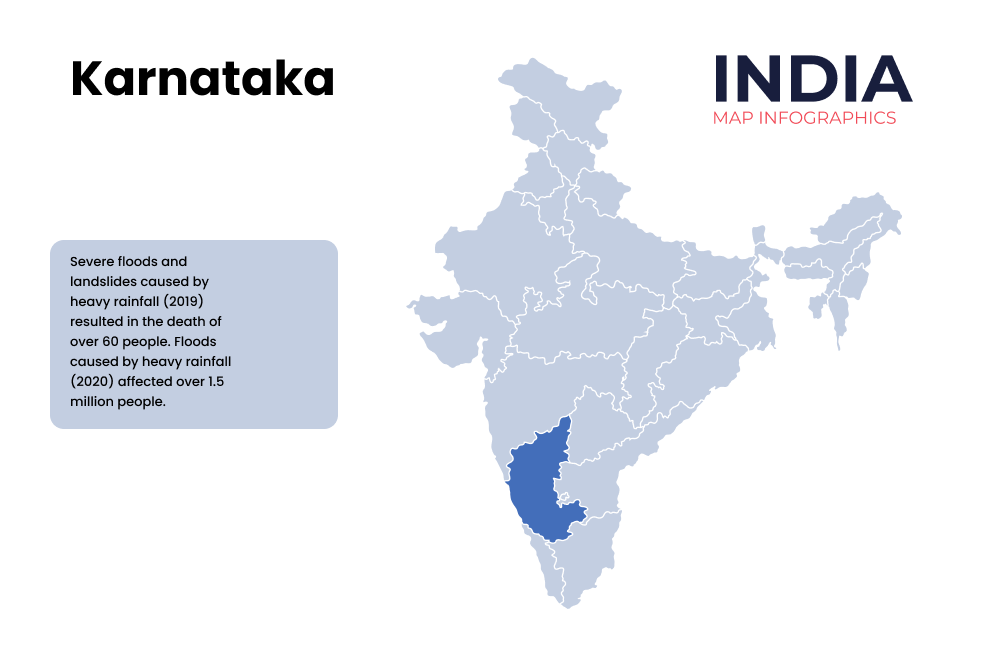 Karnataka
INDIA
MAP INFOGRAPHICS
Severe floods and
landslides caused by
heavy rainfall (2019)
resulted in the death of
over 60 people. Floods
caused by heavy rainfall
(2020) affected over 1.5
million people.